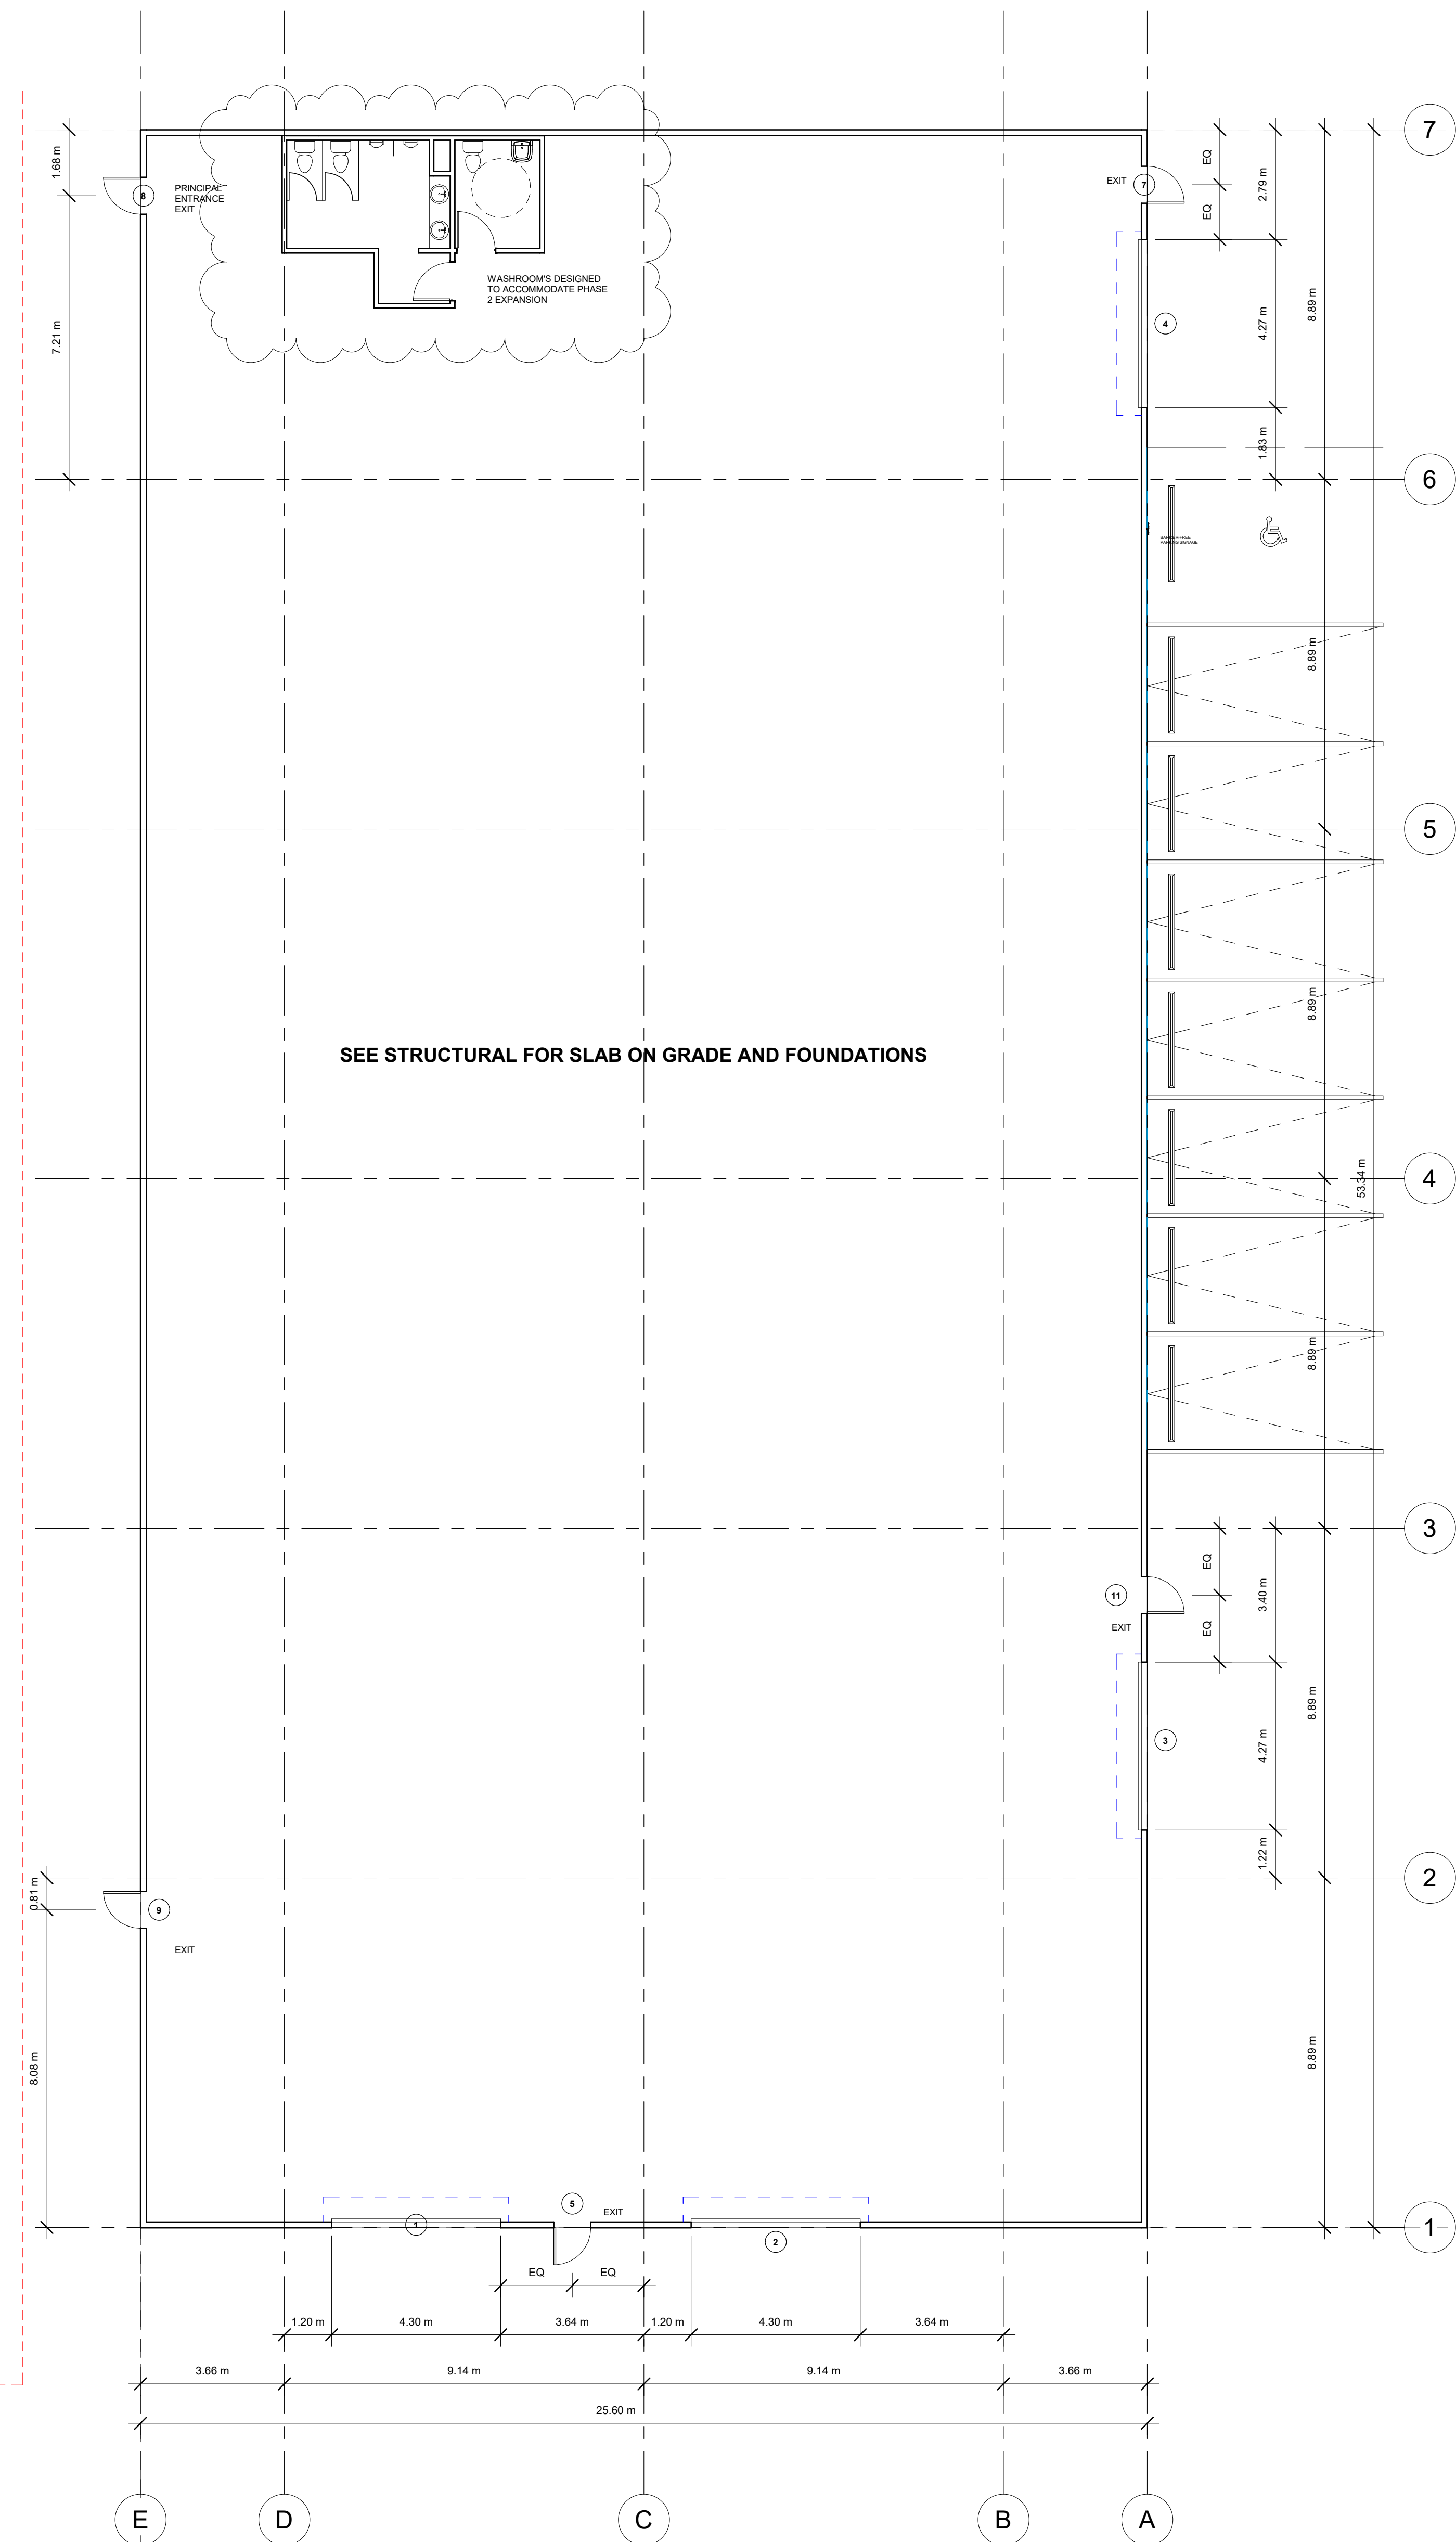 7
1.68 m
EQ
2.79 m
EXIT
7
8
PRINCIPAL
ENTRANCE
EXIT
EQ
WASHROOM'S DESIGNED
TO ACCOMMODATE PHASE
2 EXPANSION
8.89 m
7.21 m
4
4.27 m
1.83 m
6
BARRIER-FREE
PARKING SIGNAGE
8.89 m
5
8.89 m
SEE STRUCTURAL FOR SLAB ON GRADE AND FOUNDATIONS
53.34 m
4
8.89 m
3
EQ
11
3.40 m
EXIT
EQ
8.89 m
3
4.27 m
1.22 m
2
0.81 m
9
EXIT
8.89 m
8.08 m
5
EXIT
1
2
1
EQ
EQ
1.20 m
4.30 m
3.64 m
1.20 m
4.30 m
3.64 m
3.66 m
9.14 m
9.14 m
3.66 m
25.60 m
E
D
C
B
A